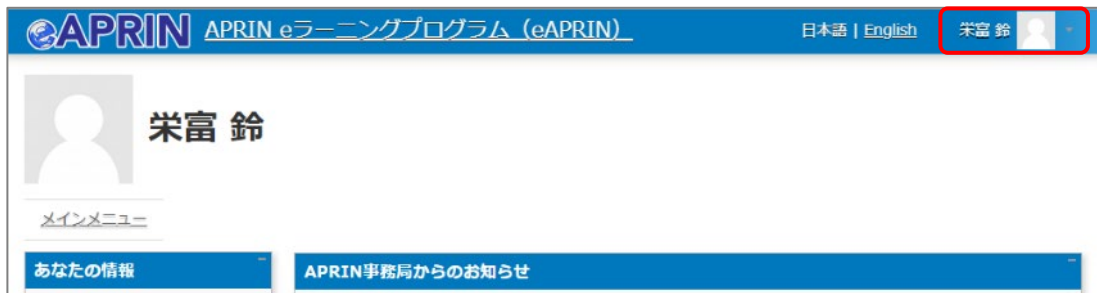 eAPRIN APRIN eラーニングプログラム（eAPRIN） 日本語 | English 栄富 鈴
栄富 鈴
メインメニュー
あなたの情報
APRIN事務局からのお知らせ